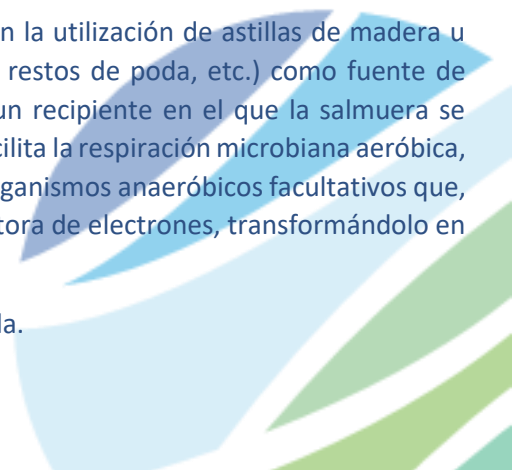 n la utilización de astillas de madera u
restos de poda, etc.) como fuente de
un recipiente en el que la salmuera se
cilita la respiración microbiana aeróbica,
ganismos anaeróbicos facultativos que,
tora de electrones, transformándolo en
la.